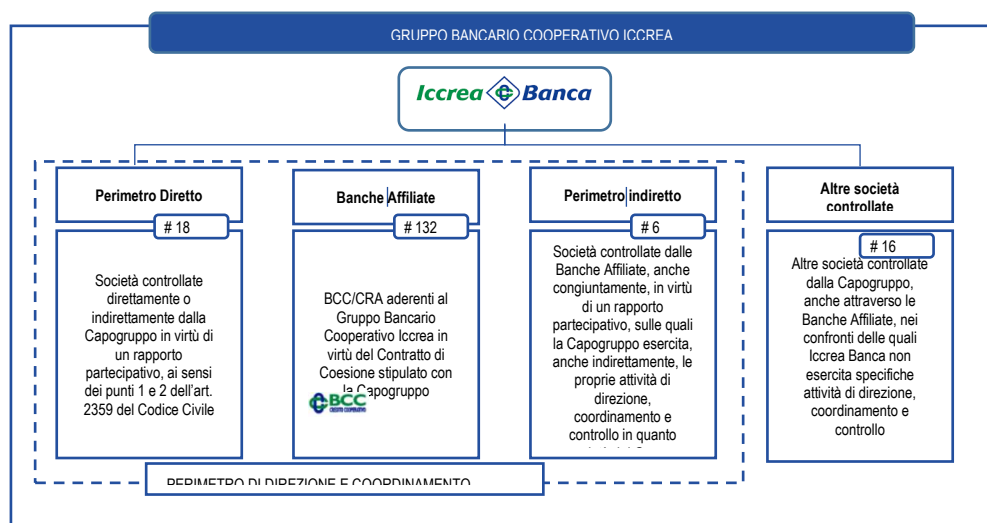 GRUPPO BANCARIO COOPERATIVO ICCREA
Iccrea Banca
Perimetro Diretto
# 18
Società controllate
direttamente o
indirettamente dalla
Capogruppo in virtù di
un rapporto
partecipativo, ai sensi
dei punti 1 e 2 dell'art.
2359 del Codice Civile
Banche Affiliate
# 132
BCC/CRA aderenti al
Gruppo Bancario
Cooperativo Iccrea in
virtù del Contratto di
Coesione stipulato con
la Capogruppo
BCC
CREDITO COOPERATIVO
Perimetro indiretto
# 6
Società controllate dalle
Banche Affiliate, anche
congiuntamente, in virtù
di un rapporto
partecipativo, sulle quali
la Capogruppo esercita,
anche indirettamente, le
proprie attività di
direzione,
coordinamento e
controllo in quanto
Altre società
controllate
# 16
Altre società controllate
dalla Capogruppo,
anche attraverso le
Banche Affiliate, nei
confronti delle quali
Iccrea Banca non
esercita specifiche
attività di direzione,
coordinamento e
controllo
PERIMETRO DI DIREZIONE E COORDINAMENTO